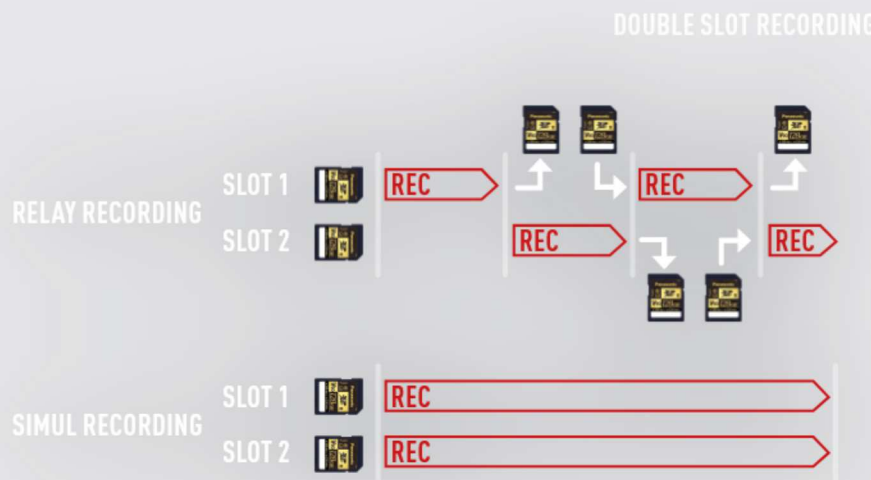 DOUBLE SLOT RECORDING
SLOT 1
REC
REC
RELAY RECORDING
SLOT 2
REC
REC
SLOT 1
REC
SIMUL RECORDING
SLOT 2
REC